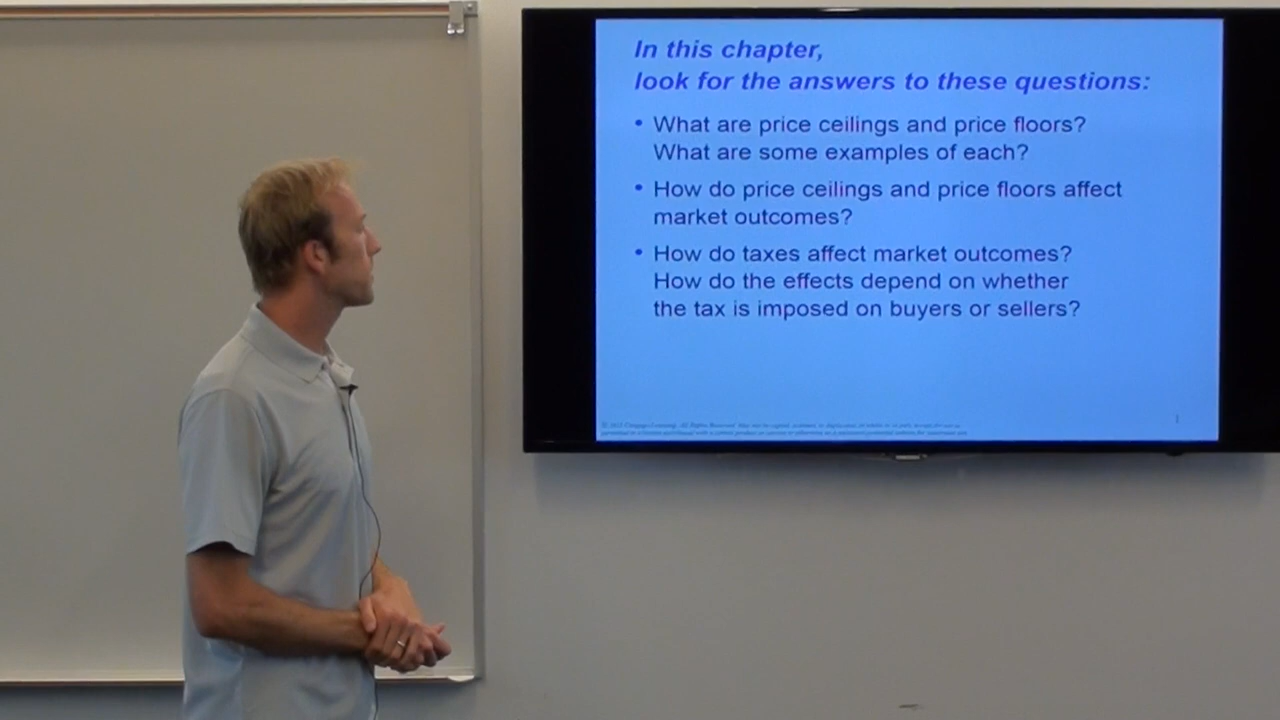 In this chapter,
look for the answers to these questions:
• What are price ceilings and price floors?
What are some examples of each?
• How do price ceilings and price floors affect
market outcomes?
• How do taxes affect market outcomes?
How do the effects depend on whether
the tax is imposed on buyers or sellers?
1